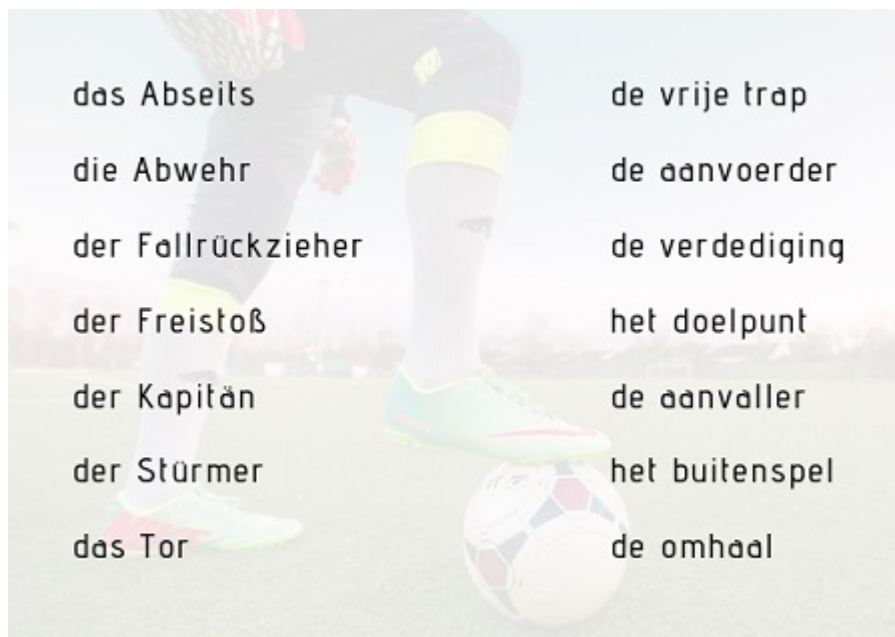 das Abseits
die Abwehr
der Fallrückzieher
der Freistoß
der Kapitän
der Stürmer
das Tor
de vrije trap
de aanvoerder
de verdediging
het doelpunt
de aanvaller
het buitenspel
de omhaal